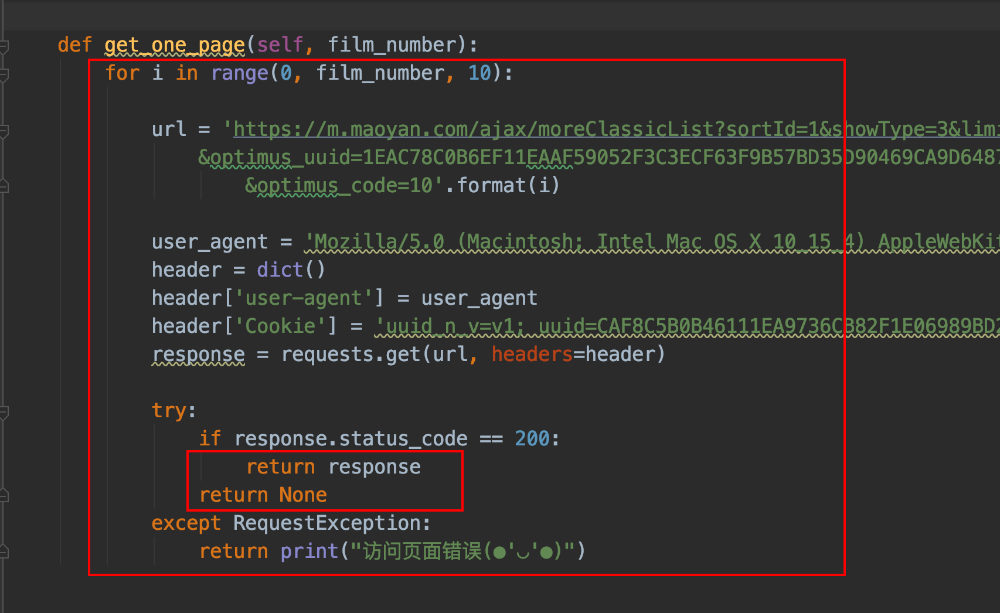 def get_one_page(self, film_number):
for i in range(0, film_number, 10):
url = 'https://m.maoyan.com/ajax/moreClassicList?sortId=1&showType=3&limi
&optimus_uuid=1EAC78C0B6EF11EAAF59052F3C3ECF63F9B57BD35D90469CA9D6487
&optimus_code=10'.format(i)
user_agent = 'Mozilla/5.0 (Macintosh; Intel Mac OS X 10_15_4) AppleWebKit
header = dict()
header['user-agent'] = user_agent
header['Cookie'] = 'uuid_n_v=v1; uuid=CAF8C5B0B46111EA9736CB82F1E06989BD2
response = requests.get(url, headers=header)
try:
if response.status_code == 200:
return response
return None
except RequestException:
return print("访问页面错误(●'◡'●)")